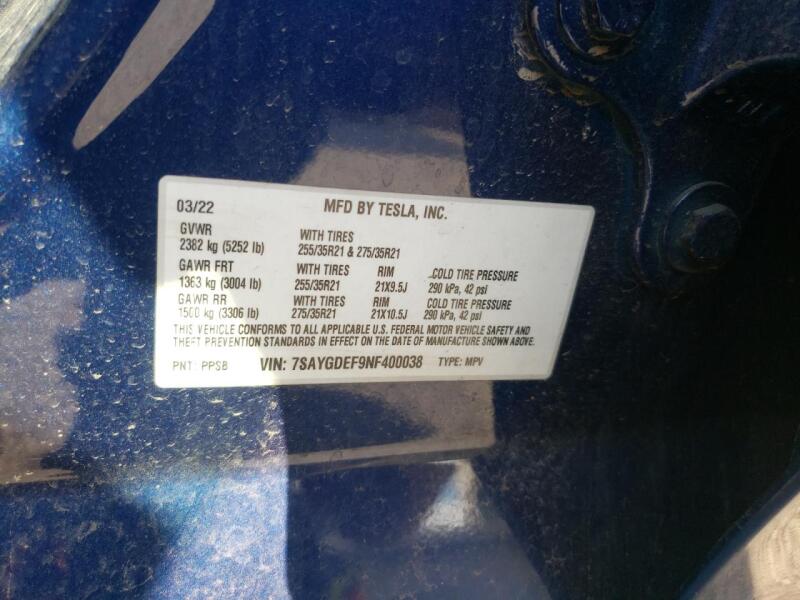 03/22 MFD BY TESLA, INC.
GVWR WITH TIRES
2382 kg (5252 lb) 255/35R21 & 275/35R21
GAWR FRT WITH TIRES RIM COLD TIRE PRESSURE
1363 kg (3004 lb) 255/35R21 21X9.5J 290 kPa, 42 psi
GAWR RR WITH TIRES RIM COLD TIRE PRESSURE
1500 kg (3306 lb) 275/35R21 21X10.5J 290 kPa, 42 psi
THIS VEHICLE CONFORMS TO ALL APPLICABLE U.S. FEDERAL MOTOR VEHICLE SAFETY AND
THEFT PREVENTION STANDARDS IN EFFECT ON THE DATE OF MANUFACTURE SHOWN ABOVE.
PNT: PPSB VIN: 7SAYGDEF9NF400038 TYPE: MPV